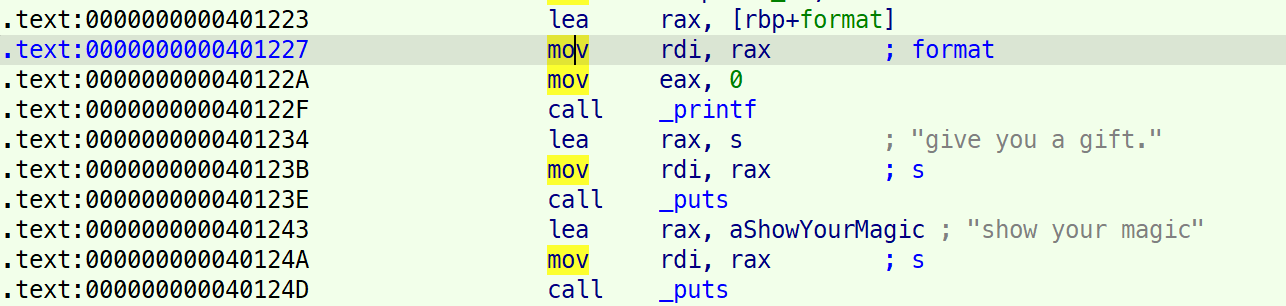 .text:0000000000401223 lea rax, [rbp+format]
.text:0000000000401227 mov rdi, rax ; format
.text:000000000040122A mov eax, 0
.text:000000000040122F call _printf
.text:0000000000401234 lea rax, s ; "give you a gift."
.text:000000000040123B mov rdi, rax ; s
.text:000000000040123E call _puts
.text:0000000000401243 lea rax, aShowYourMagic ; "show your magic"
.text:000000000040124A mov rdi, rax ; s
.text:000000000040124D call _puts